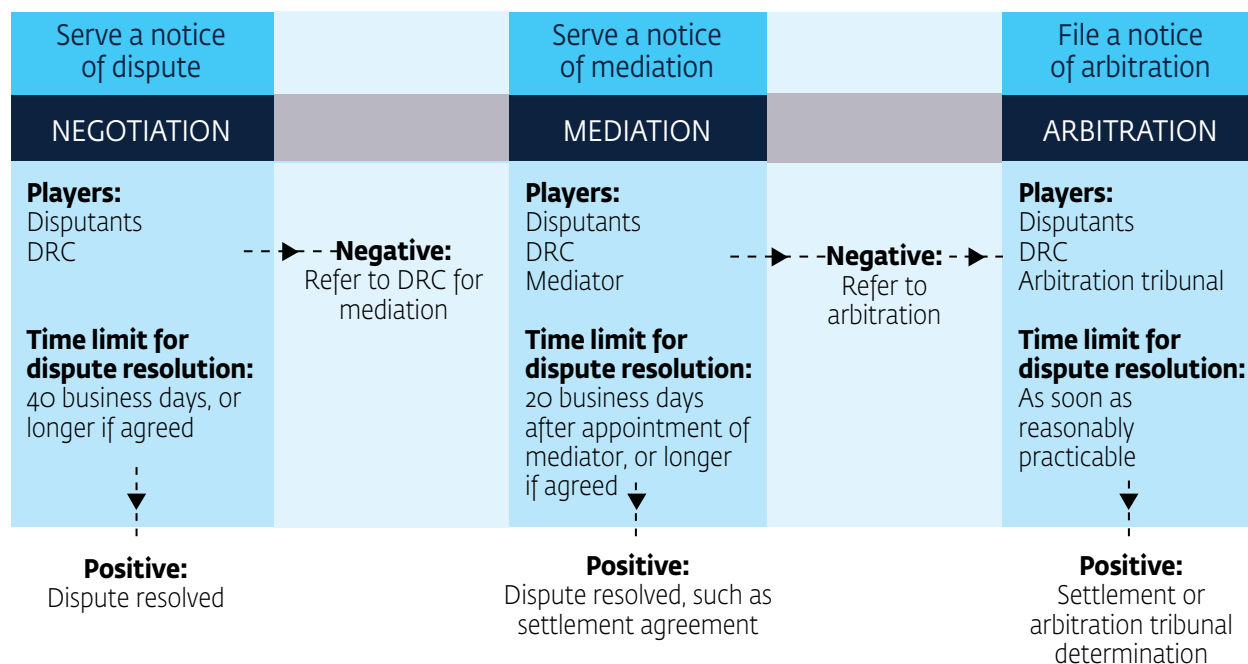 Serve a notice
of dispute
NEGOTIATION
Players:
Disputants
DRC
Time limit for
dispute resolution:
40 business days, or
longer if agreed
Positive:
Dispute resolved
Negative:
Refer to DRC for
mediation
Serve a notice
of mediation
MEDIATION
Players:
Disputants
DRC
Mediator
Time limit for
dispute resolution:
20 business days
after appointment of
mediator, or longer
if agreed
Positive:
Dispute resolved, such as
settlement agreement
Negative:
Refer to
arbitration
File a notice
of arbitration
ARBITRATION
Players:
Disputants
DRC
Arbitration tribunal
Time limit for
dispute resolution:
As soon as
reasonably
practicable
Positive:
Settlement or
arbitration tribunal
determination